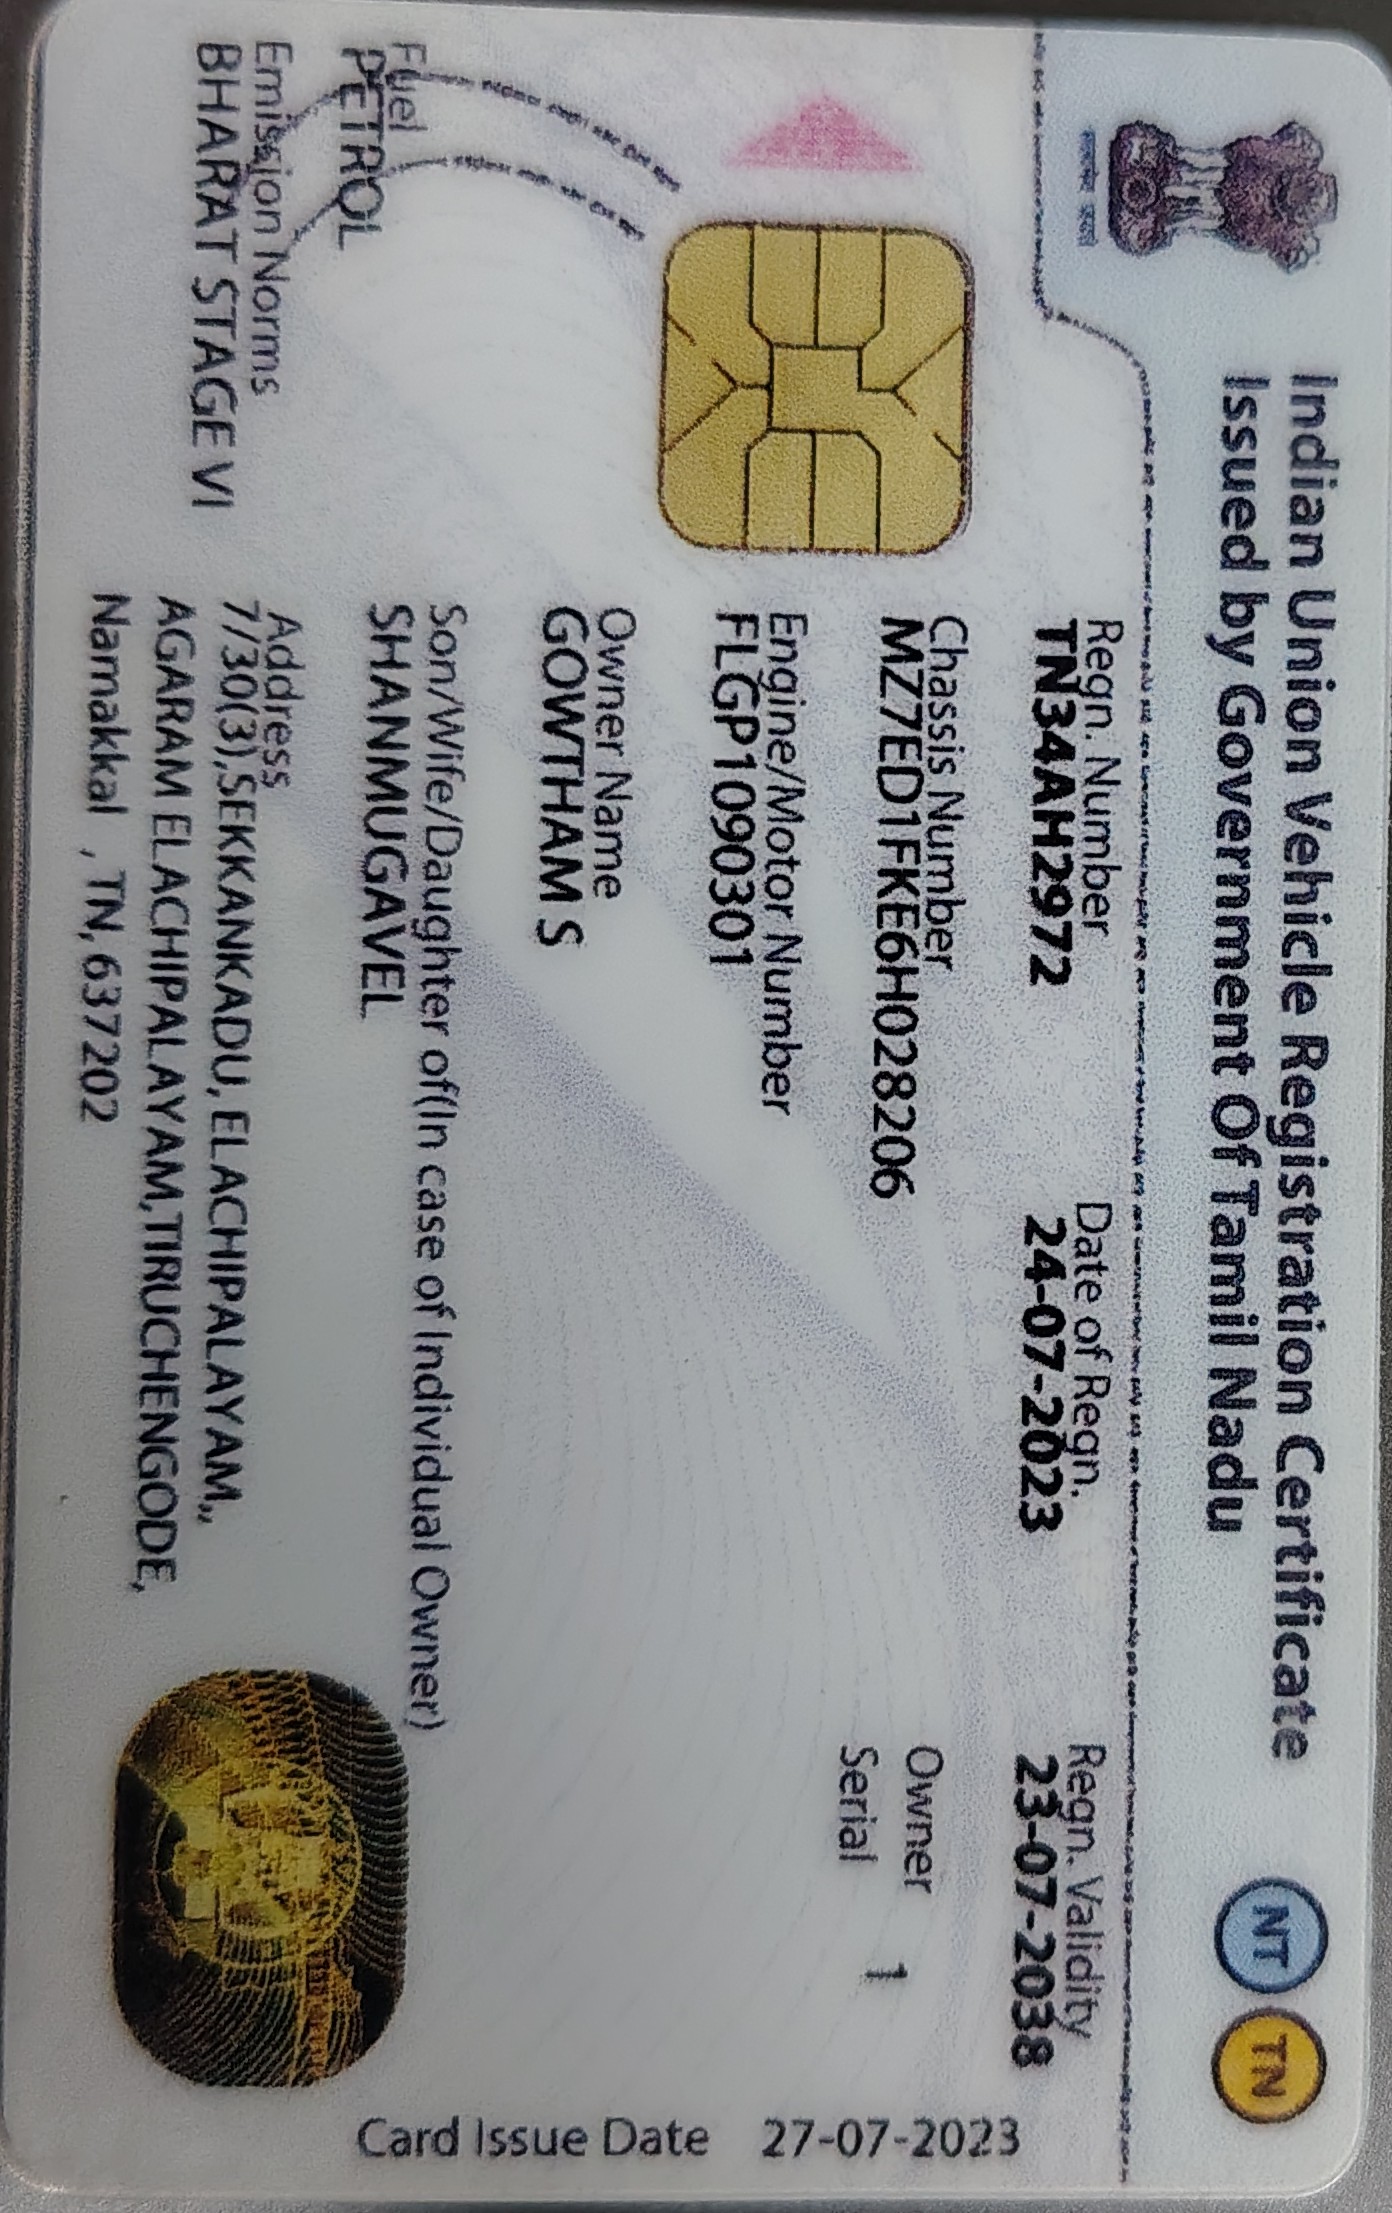 Indian Union Vehicle Registration Certificate
Issued by Government Of Tamil Nadu
NT
TN
Regn. Number
TN34AH2972
Date of Regn.
24-07-2023
Regn. Validity
23-07-2038
Chassis Number
MZ7ED1FKE6H028206
Owner
Serial 1
Engine/Motor Number
FLGP1090301
Owner Name
GOWTHAM S
Son/Wife/Daughter of(In case of Individual Owner)
SHANMUGAVEL
Fuel
PETROL
Emission Norms
BHARAT STAGE VI
Address
7/30(3),SEKKANKADU, ELACHIPALAYAM,,
AGARAM ELACHIPALAYAM,TIRUCHENGODE,
Namakkal , TN, 637202
Card Issue Date 27-07-2023